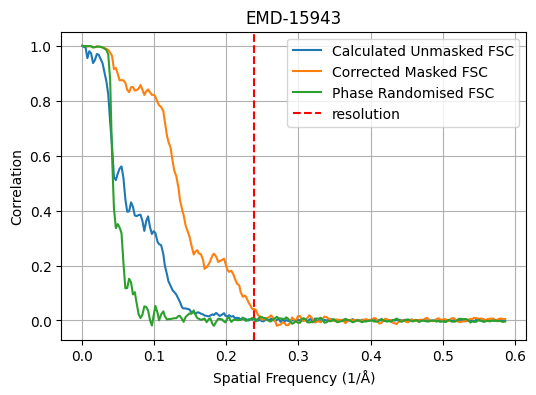 EMD-15943
Calculated Unmasked FSC
Corrected Masked FSC
Phase Randomised FSC
resolution
Correlation
1.0
0.8
0.6
0.4
0.2
0.0
0.0 0.1 0.2 0.3 0.4 0.5 0.6
Spatial Frequency (1/Å)